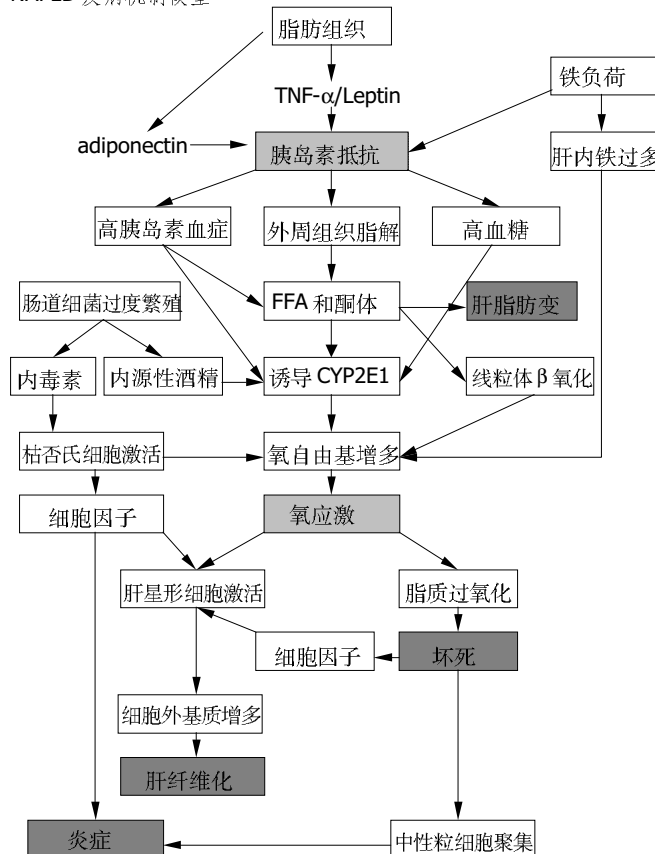 脂肪组织
TNF-α/Leptin
铁负荷
adiponectin
胰岛素抵抗
肝内铁过多
高胰岛素血症
外周组织脂解
高血糖
肠道细菌过度繁殖
FFA 和酮体
肝脂肪变
内毒素
内源性酒精
诱导 CYP2E1
线粒体 β 氧化
枯否氏细胞激活
氧自由基增多
细胞因子
氧应激
肝星形细胞激活
脂质过氧化
细胞因子
坏死
细胞外基质增多
肝纤维化
炎症
中性粒细胞聚集